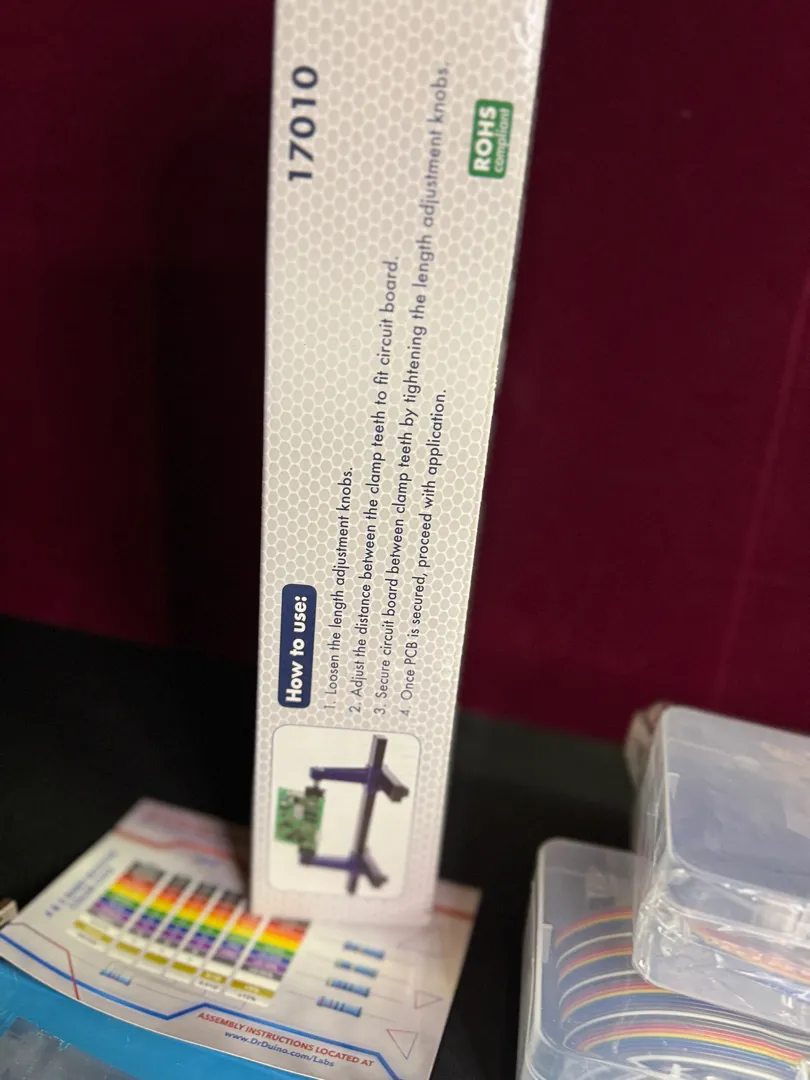 17010
How to use:
1. Loosen the length adjustment knobs.
2. Adjust the distance between the clamp teeth to fit circuit board.
3. Secure circuit board between clamp teeth by tightening the length adjustment knobs.
4. Once PCB is secured, proceed with application.
ROHS
compliant
ASSEMBLY INSTRUCTIONS LOCATED AT
www.DrDuino.com/Labs